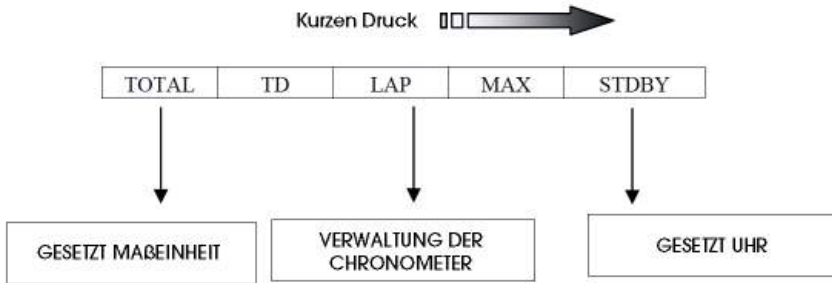 Kurzen Druck
TOTAL TD LAP MAX STDBY
GESETZT MAßEINHEIT
VERWALTUNG DER
CHRONOMETER
GESETZT UHR